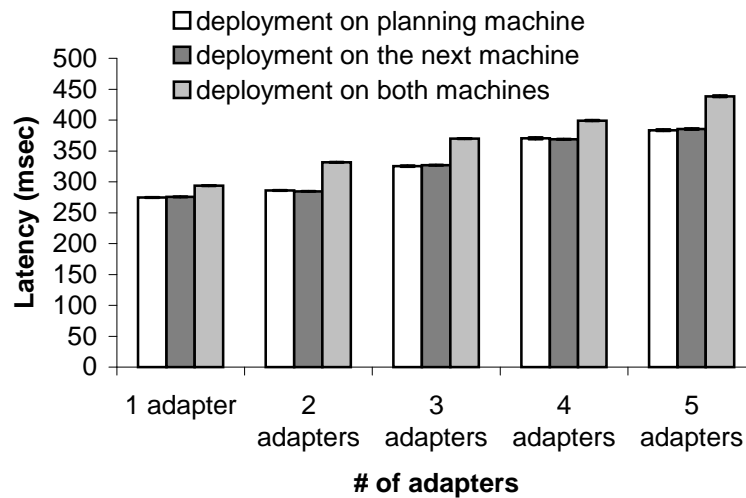 deployment on planning machine
deployment on the next machine
deployment on both machines
500
450
400
350
300
250
200
150
100
50
0
Latency (msec)
1 adapter
2
adapters
3
adapters
4
adapters
5
adapters
# of adapters